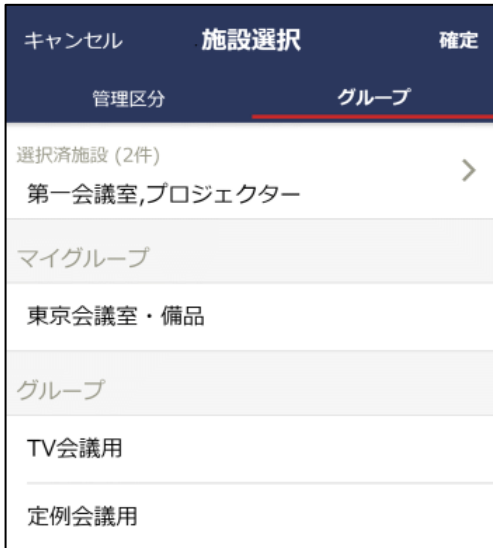 キャンセル 施設選択 確定
管理区分 グループ
選択済施設 (2件)
第一会議室,プロジェクター
マイグループ
東京会議室・備品
グループ
TV会議用
定例会議用